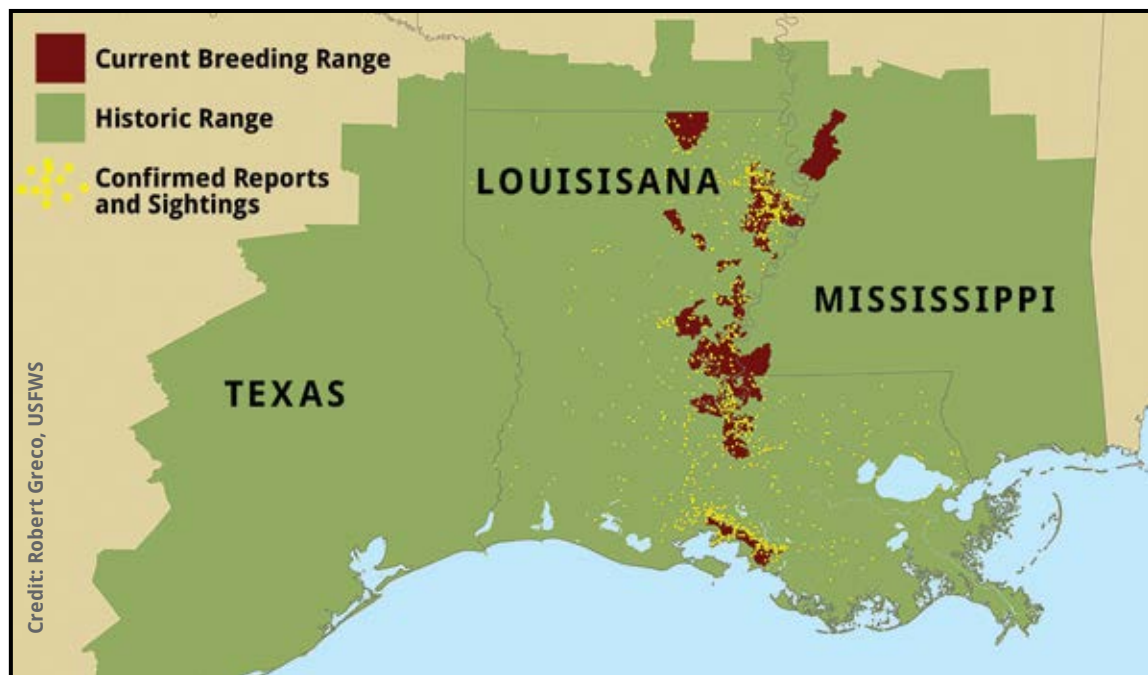 Current Breeding Range
Historic Range
Confirmed Reports
and Sightings
LOUISISANA
MISSISSIPPI
TEXAS
Credit: Robert Greco, USFWS